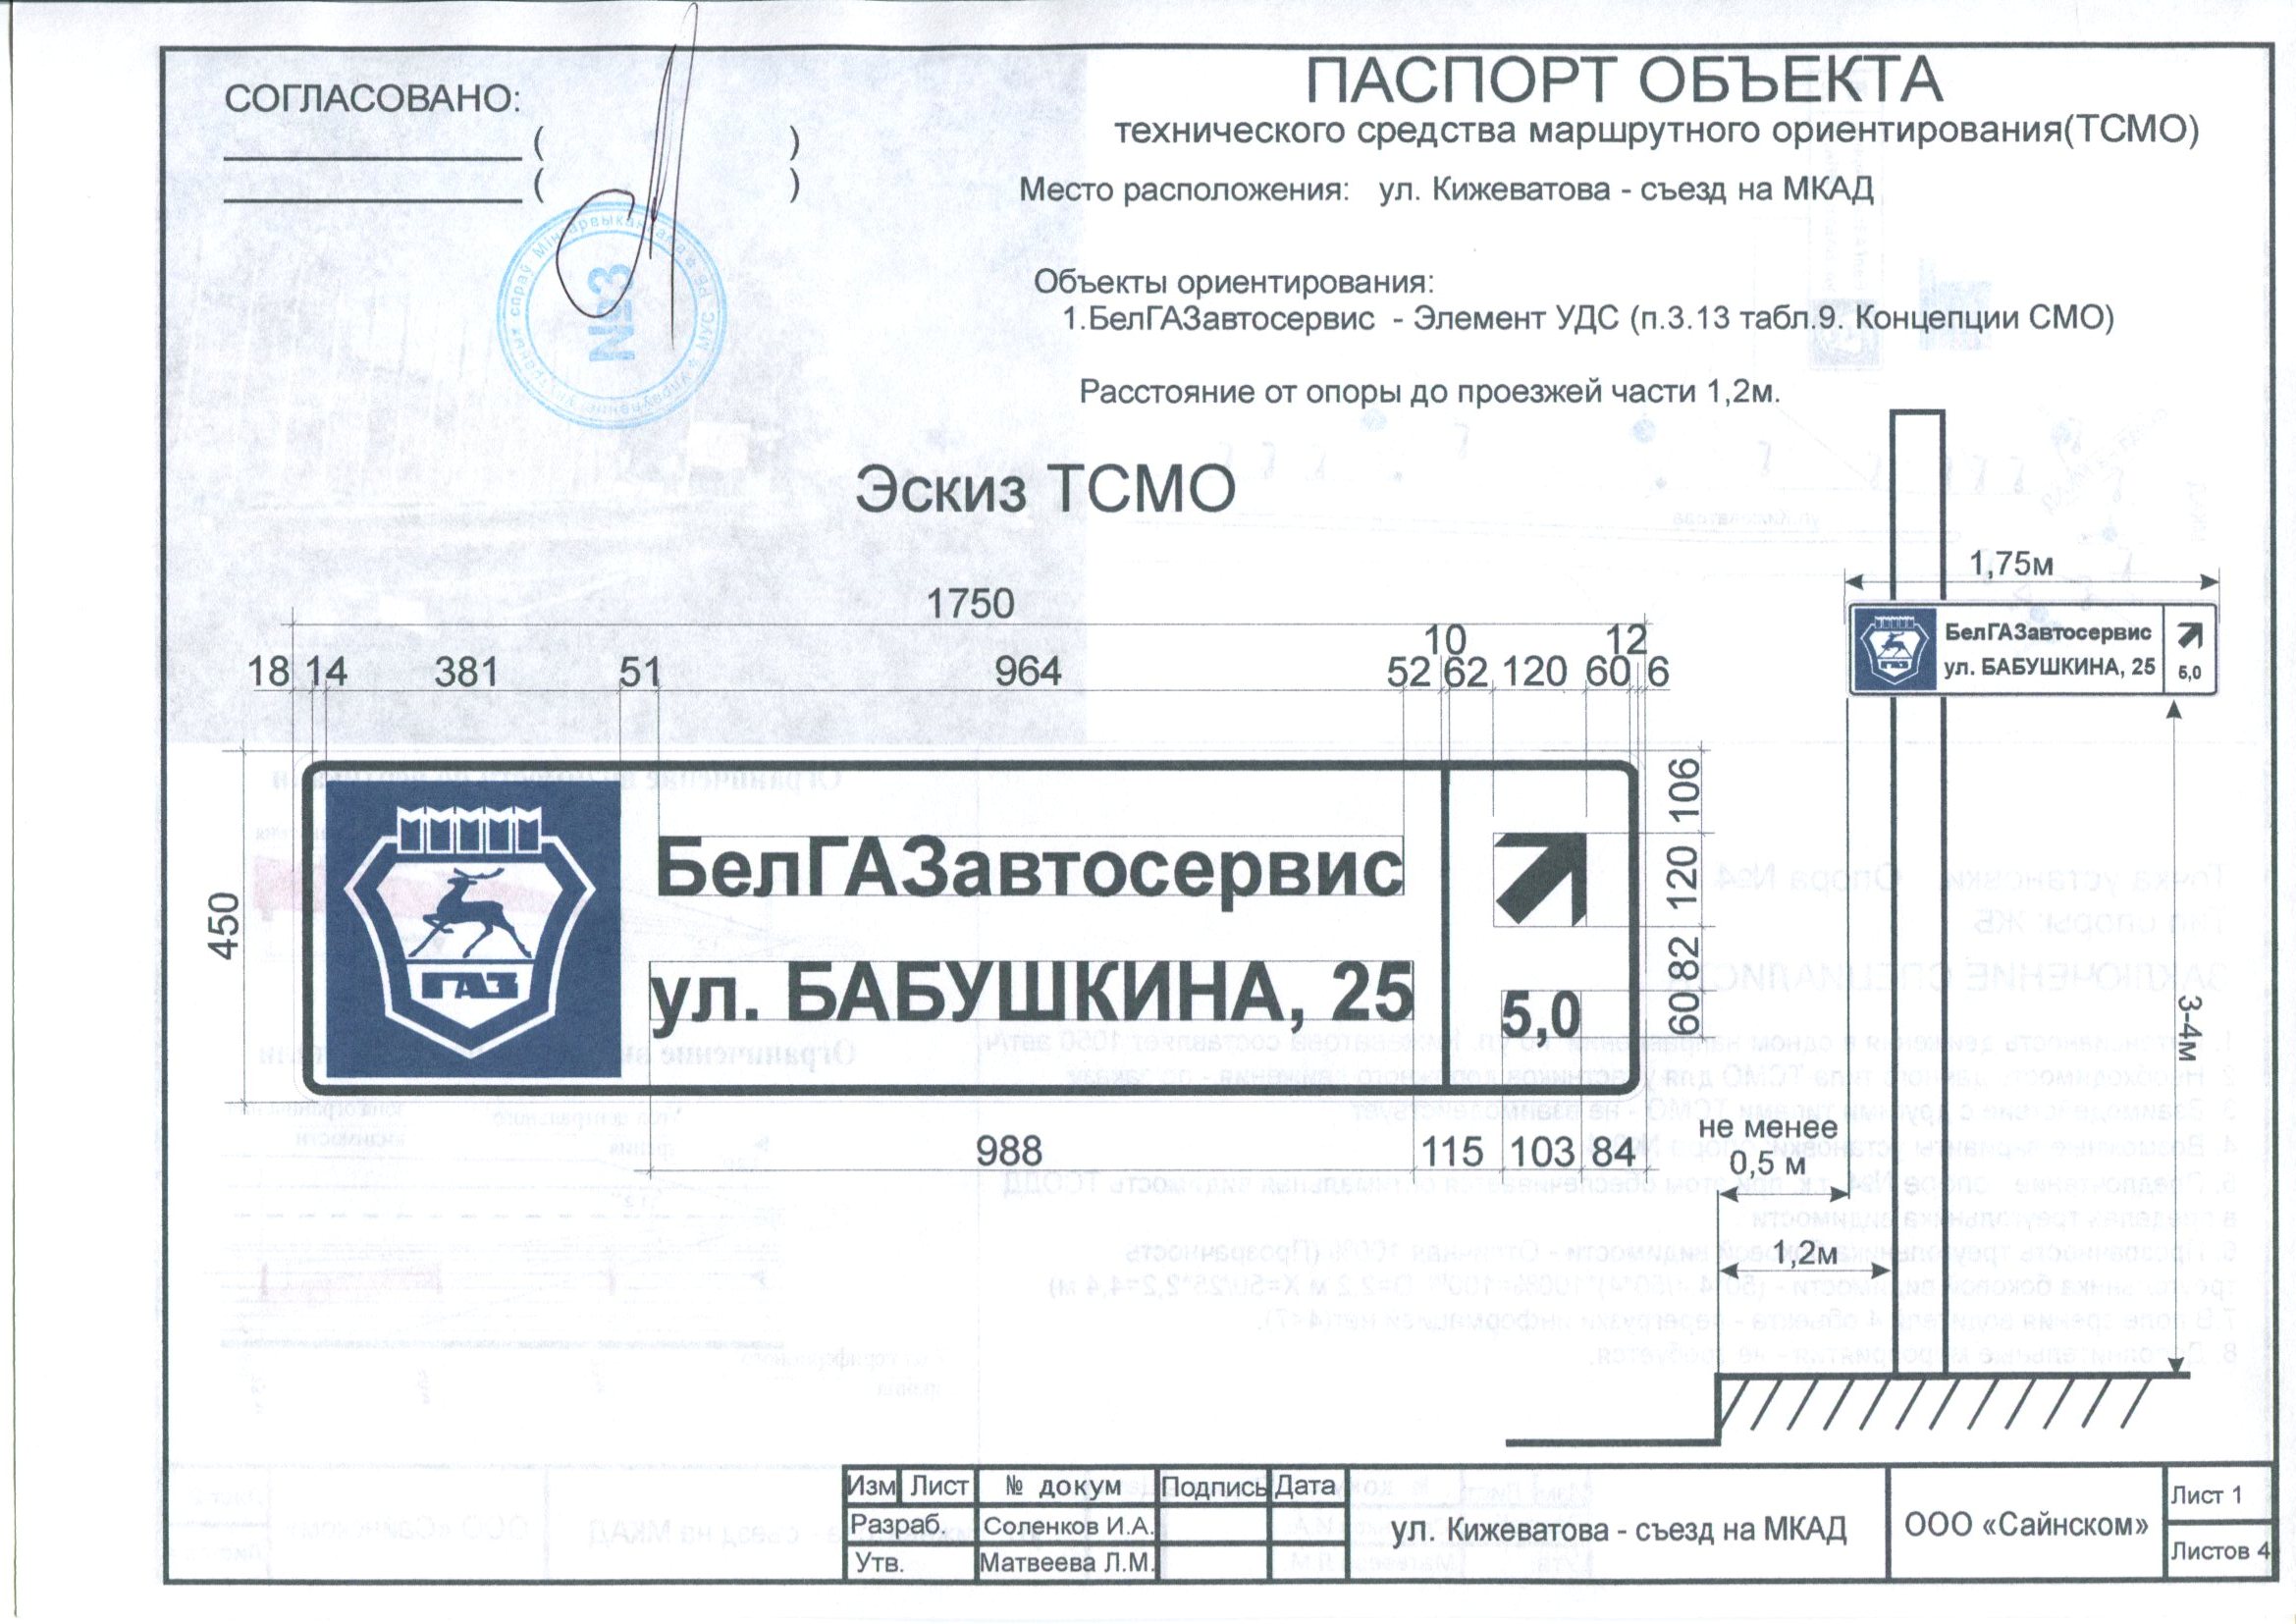 СОГЛАСОВАНО:
( )
( )
№3
ПАСПОРТ ОБЪЕКТА
технического средства маршрутного ориентирования(ТСМО)
Место расположения: ул. Кижеватова - съезд на МКАД
Объекты ориентирования:
1.БелГАЗавтосервис - Элемент УДС (п.3.13 табл.9. Концепции СМО)
Расстояние от опоры до проезжей части 1,2м.
Эскиз ТСМО
1750
10 12
18 14 381 51 964 52 62 120 60 6
450
ГАЗ
БелГАЗавтосервис
ул. БАБУШКИНА, 25
5,0
106
120
82
60
988 115 103 84
1,75м
ГАЗ
БелГАЗавтосервис
ул. БАБУШКИНА, 25
5,0
3-4м
не менее
0,5 м
1,2м
Изм Лист № докум Подпись Дата
Разраб. Соленков И.А.
Утв. Матвеева Л.М.
ул. Кижеватова - съезд на МКАД
ООО «Сайнском»
Лист 1
Листов 4